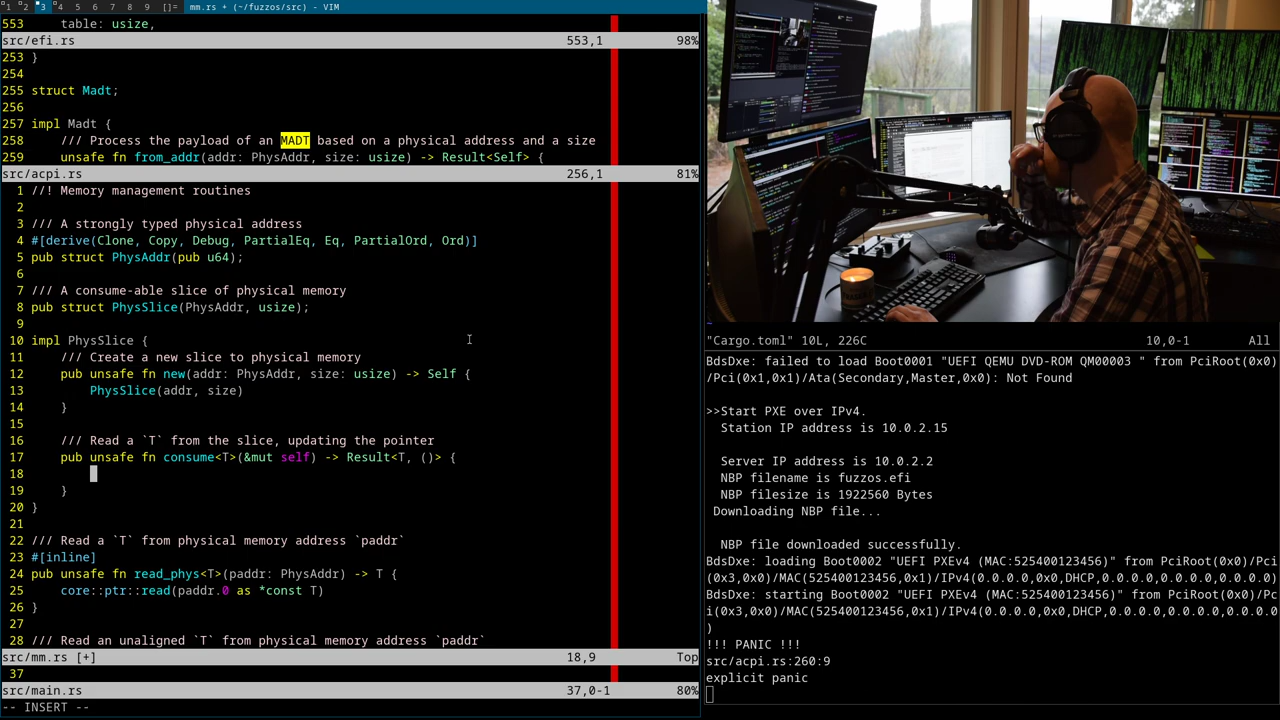 1 2 3 4 5 6 7 8 9 []= mm.rs + (~/fuzzos/src) - VIM
553     table: usize,
src/efi.rs 553,1 98%
253 }
254
255 struct Madt;
256
257 impl Madt {
258     /// Process the payload of an MADT based on a physical address and a size
259     unsafe fn from_addr(addr: PhysAddr, size: usize) -> Result<Self> {
src/acpi.rs 256,1 81%
1 //! Memory management routines
2
3 /// A strongly typed physical address
4 #[derive(Clone, Copy, Debug, PartialEq, Eq, PartialOrd, Ord)]
5 pub struct PhysAddr(pub u64);
6
7 /// A consume-able slice of physical memory
8 pub struct PhysSlice(PhysAddr, usize);
9
10 impl PhysSlice {
11     /// Create a new slice to physical memory
12     pub unsafe fn new(addr: PhysAddr, size: usize) -> Self {
13         PhysSlice(addr, size)
14     }
15
16     /// Read a `T` from the slice, updating the pointer
17     pub unsafe fn consume<T>(&mut self) -> Result<T, ()> {
18
19     }
20 }
21
22 /// Read a `T` from physical memory address `paddr`
23 #[inline]
24 pub unsafe fn read_phys<T>(paddr: PhysAddr) -> T {
25     core::ptr::read(paddr.0 as *const T)
26 }
27
28 /// Read an unaligned `T` from physical memory address `paddr`
src/mm.rs [+] 18,9 Top
37
src/main.rs 37,0-1 80%
-- INSERT --
"Cargo.toml" 10L, 226C 10,0-1 All
BdsDxe: failed to load Boot0001 "UEFI QEMU DVD-ROM QM00003 " from PciRoot(0x0)
/Pci(0x1,0x1)/Ata(Secondary,Master,0x0): Not Found
>>Start PXE over IPv4.
Station IP address is 10.0.2.15
Server IP address is 10.0.2.2
NBP filename is fuzzos.efi
NBP filesize is 1922560 Bytes
Downloading NBP file...
NBP file downloaded successfully.
BdsDxe: loading Boot0002 "UEFI PXEv4 (MAC:525400123456)" from PciRoot(0x0)/Pci
(0x3,0x0)/MAC(525400123456,0x1)/IPv4(0.0.0.0,0x0,DHCP,0.0.0.0,0.0.0.0,0.0.0.0)
BdsDxe: starting Boot0002 "UEFI PXEv4 (MAC:525400123456)" from PciRoot(0x0)/Pc
i(0x3,0x0)/MAC(525400123456,0x1)/IPv4(0.0.0.0,0x0,DHCP,0.0.0.0,0.0.0.0,0.0.0.0
)
!!! PANIC !!!
src/acpi.rs:260:9
explicit panic